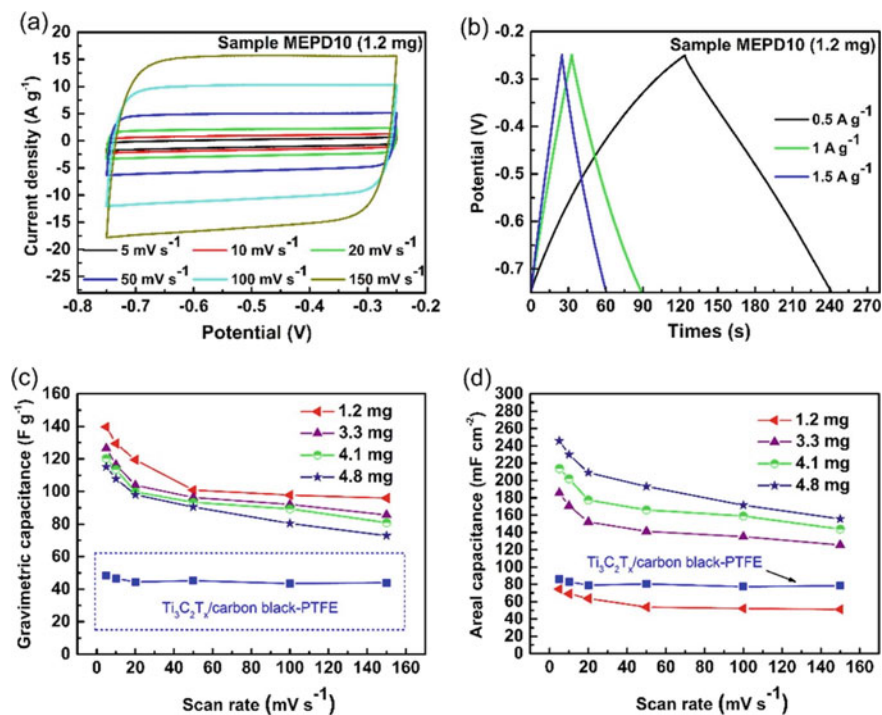 (a)
Sample MEPD10 (1.2 mg)
Current density (A g⁻¹)
20
15
10
5
0
-5
-10
-15
-20
-25
5 mV s⁻¹ 10 mV s⁻¹ 20 mV s⁻¹
50 mV s⁻¹ 100 mV s⁻¹ 150 mV s⁻¹
-0.8 -0.7 -0.6 -0.5 -0.4 -0.3 -0.2
Potential (V)
(b)
Sample MEPD10 (1.2 mg)
Potential (V)
-0.2
-0.3
-0.4
-0.5
-0.6
-0.7
0.5 A g⁻¹
1 A g⁻¹
1.5 A g⁻¹
0 30 60 90 120 150 180 210 240 270
Times (s)
(c)
Gravimetric capacitance (F g⁻¹)
160
140
120
100
80
60
40
20
0
1.2 mg
3.3 mg
4.1 mg
4.8 mg
Ti₃C₂Tₓ/carbon black-PTFE
0 20 40 60 80 100 120 140 160
Scan rate (mV s⁻¹)
(d)
Areal capacitance (mF cm⁻²)
300
280
260
240
220
200
180
160
140
120
100
80
60
40
20
0
1.2 mg
3.3 mg
4.1 mg
4.8 mg
Ti₃C₂Tₓ/carbon black-PTFE
0 20 40 60 80 100 120 140 160
Scan rate (mV s⁻¹)